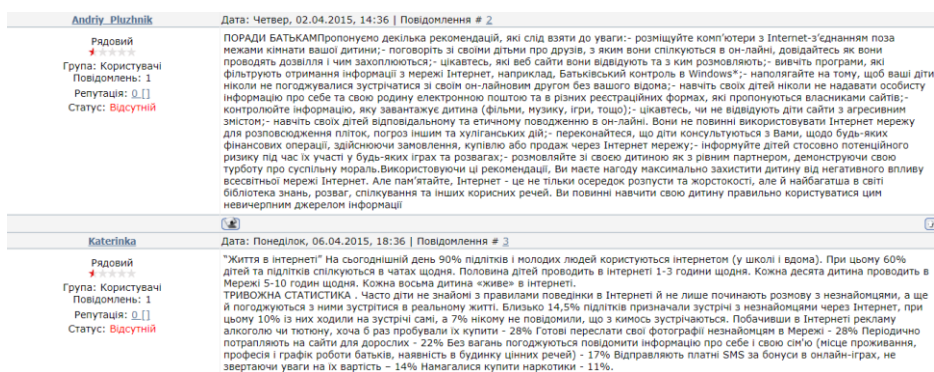 Andriy_Pluzhnik
Дата: Четвер, 02.04.2015, 14:36 | Повідомлення # 2
Рядовий
Група: Користувачі
Повідомлень: 1
Репутація: 0 []
Статус: Відсутній
ПОРАДИ БАТЬКАМПропонуємо декілька рекомендацій, які слід взяти до уваги:- розміщуйте комп'ютери з Internet-з'єднанням поза
межами кімнати вашої дитини;- поговоріть зі своїми дітьми про друзів, з яким вони спілкуються в он-лайні, довідайтесь як вони
проводять дозвілля і чим захоплюються;- цікавтесь, які веб сайти вони відвідують та з ким розмовляють;- вивчіть програми, які
фільтрують отримання інформації з мережі Інтернет, наприклад, Батьківський контроль в Windows*;- наполягайте на тому, щоб ваші діти
ніколи не погоджувалися зустрічатися зі своїм он-лайновим другом без вашого відома;- навчіть своїх дітей ніколи не надавати особисту
інформацію про себе та свою родину електронною поштою та в різних реєстраційних формах, які пропонуються власниками сайтів;-
контролюйте інформацію, яку завантажує дитина (фільми, музику, ігри, тощо);- цікавтесь, чи не відвідують діти сайти з агресивним
змістом;- навчіть своїх дітей відповідальному та етичному поводженню в он-лайні. Вони не повинні використовувати Інтернет мережу
для розповсюдження пліток, погроз іншим та хуліганських дій;- переконайтеся, що діти консультуються з Вами, щодо будь-яких
фінансових операції, здійснюючи замовлення, купівлю або продаж через Інтернет мережу;- інформуйте дітей стосовно потенційного
ризику під час їх участі у будь-яких іграх та розвагах;- розмовляйте зі своєю дитиною як з рівним партнером, демонструючи свою
турботу про суспільну мораль.Використовуючи ці рекомендації, Ви маєте нагоду максимально захистити дитину від негативного впливу
всесвітньої мережі Інтернет. Але пам'ятайте, Інтернет - це не тільки осередок розпусти та жорстокості, але й найбагатша в світі
бібліотека знань, розваг, спілкування та інших корисних речей. Ви повинні навчити свою дитину правильно користуватися цим
невичерпним джерелом інформації
Katerinka
Дата: Понеділок, 06.04.2015, 18:36 | Повідомлення # 3
Рядовий
Група: Користувачі
Повідомлень: 1
Репутація: 0 []
Статус: Відсутній
"Життя в інтернеті" На сьогоднішній день 90% підлітків і молодих людей користуються інтернетом (у школі і вдома). При цьому 60%
дітей та підлітків спілкуються в чатах щодня. Половина дітей проводить в інтернеті 1-3 години щодня. Кожна десята дитина проводить в
Мережі 5-10 годин щодня. Кожна восьма дитина «живе» в інтернеті.
ТРИВОЖНА СТАТИСТИКА . Часто діти не знайомі з правилами поведінки в Інтернеті й не лише починають розмову з незнайомцями, а ще
й погоджуються з ними зустрітися в реальному житті. Близько 14,5% підлітків призначали зустрічі з незнайомцями через Інтернет, при
цьому 10% із них ходили на зустрічі самі, а 7% нікому не повідомили, що з кимось зустрічаються. Побачивши в Інтернеті рекламу
алкоголю чи тютюну, хоча б раз пробували їх купити - 28% Готові переслати свої фотографії незнайомцям в Мережі - 28% Періодично
потрапляють на сайти для дорослих - 22% Без вагань погоджуються повідомити інформацію про себе і свою сім'ю (місце проживання,
професія і графік роботи батьків, наявність в будинку цінних речей) - 17% Відправляють платні SMS за бонуси в онлайн-іграх, не
звертаючи уваги на їх вартість – 14% Намагалися купити наркотики - 11%.